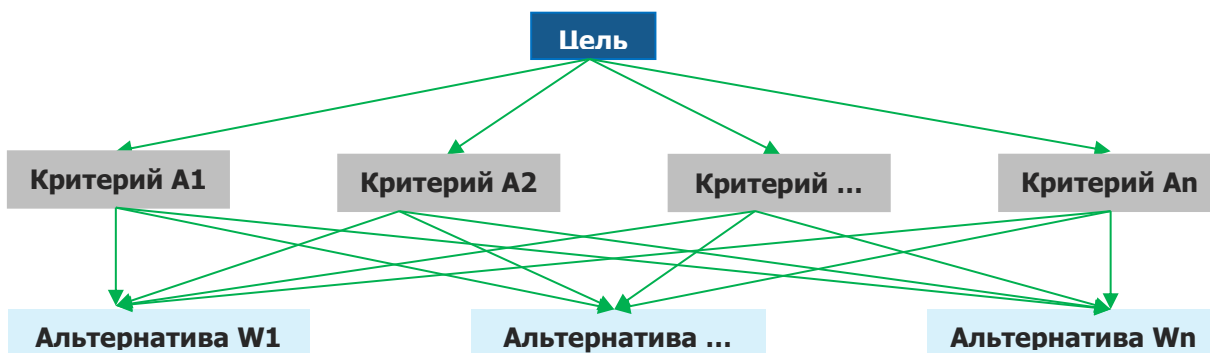 Цель
Критерий А1
Критерий А2
Критерий ...
Критерий Аn
Альтернатива W1
Альтернатива ...
Альтернатива Wn